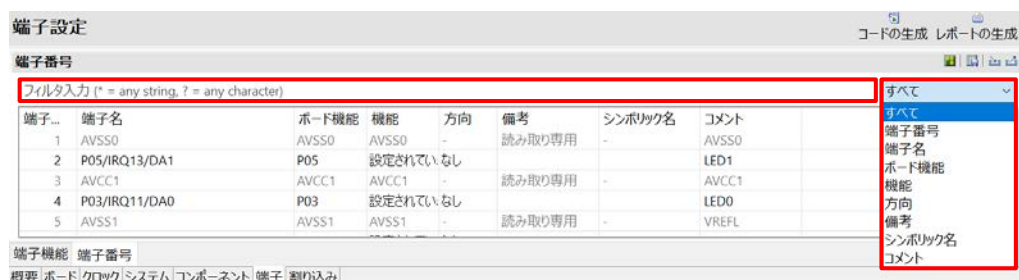 端子設定
コードの生成 レポートの生成
端子番号
フィルタ入力 (* = any string, ? = any character)
すべて
端子... 端子名 ボード機能 機能 方向 備考 シンボリック名 コメント
1 AVSS0 AVSS0 AVSS0 - 読み取り専用 - AVSS0
2 P05/IRQ13/DA1 P05 設定されてい. なし LED1
3 AVCC1 AVCC1 AVCC1 - 読み取り専用 - AVCC1
4 P03/IRQ11/DA0 P03 設定されてい. なし LED0
5 AVSS1 AVSS1 AVSS1 - 読み取り専用 - VREFL
すべて
端子番号
端子名
ボード機能
機能
方向
備考
シンボリック名
コメント
端子機能 端子番号
概要 ボード クロック システム コンポーネント 端子 割り込み